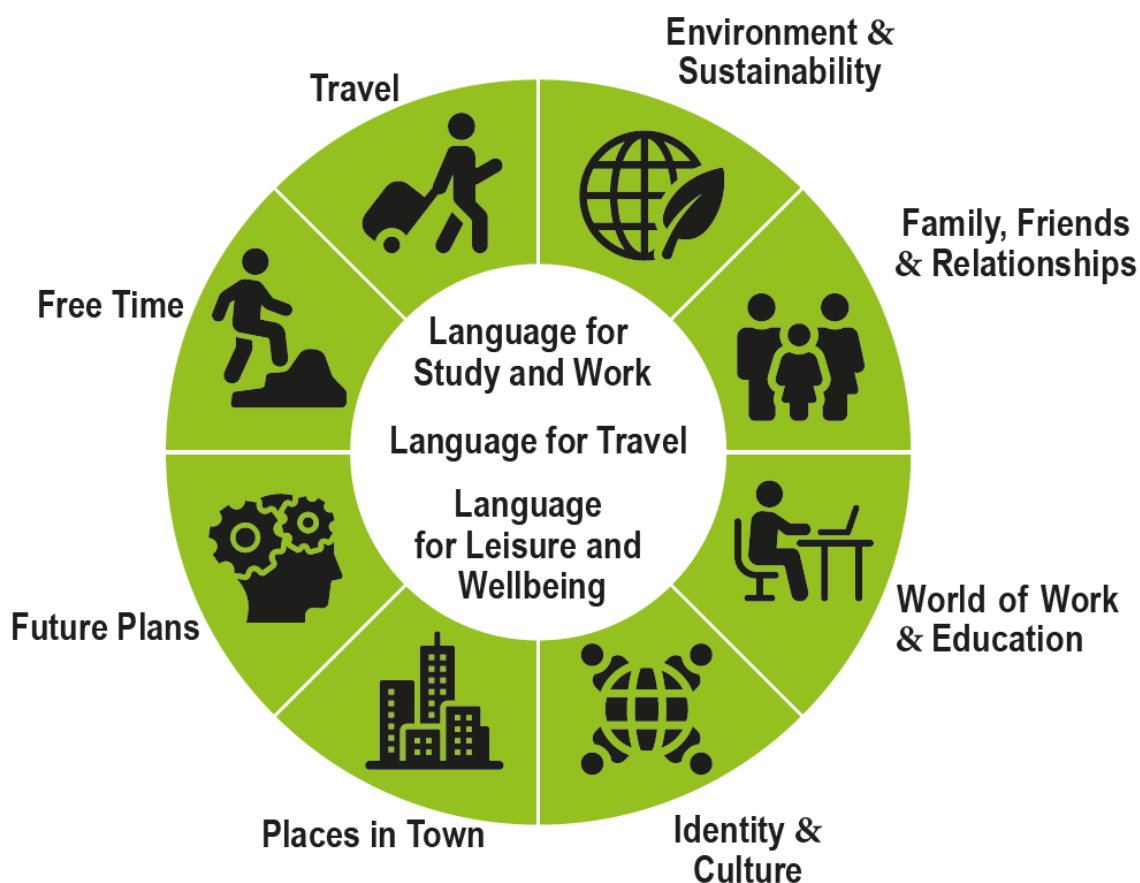 Environment &
Sustainability
Travel
Family, Friends
& Relationships
Free Time
Language for
Study and Work
Language for Travel
Language
for Leisure and
Wellbeing
World of Work
& Education
Future Plans
Places in Town
Identity &
Culture